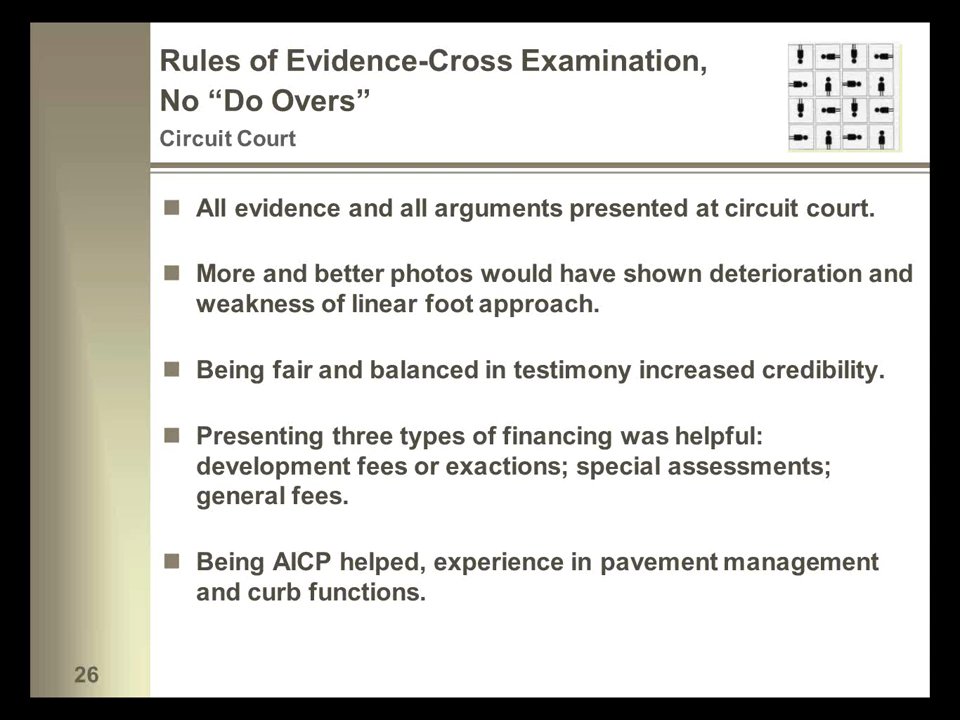 Rules of Evidence-Cross Examination,
No “Do Overs”
Circuit Court
All evidence and all arguments presented at circuit court.
More and better photos would have shown deterioration and
weakness of linear foot approach.
Being fair and balanced in testimony increased credibility.
Presenting three types of financing was helpful:
development fees or exactions; special assessments;
general fees.
Being AICP helped, experience in pavement management
and curb functions.
26